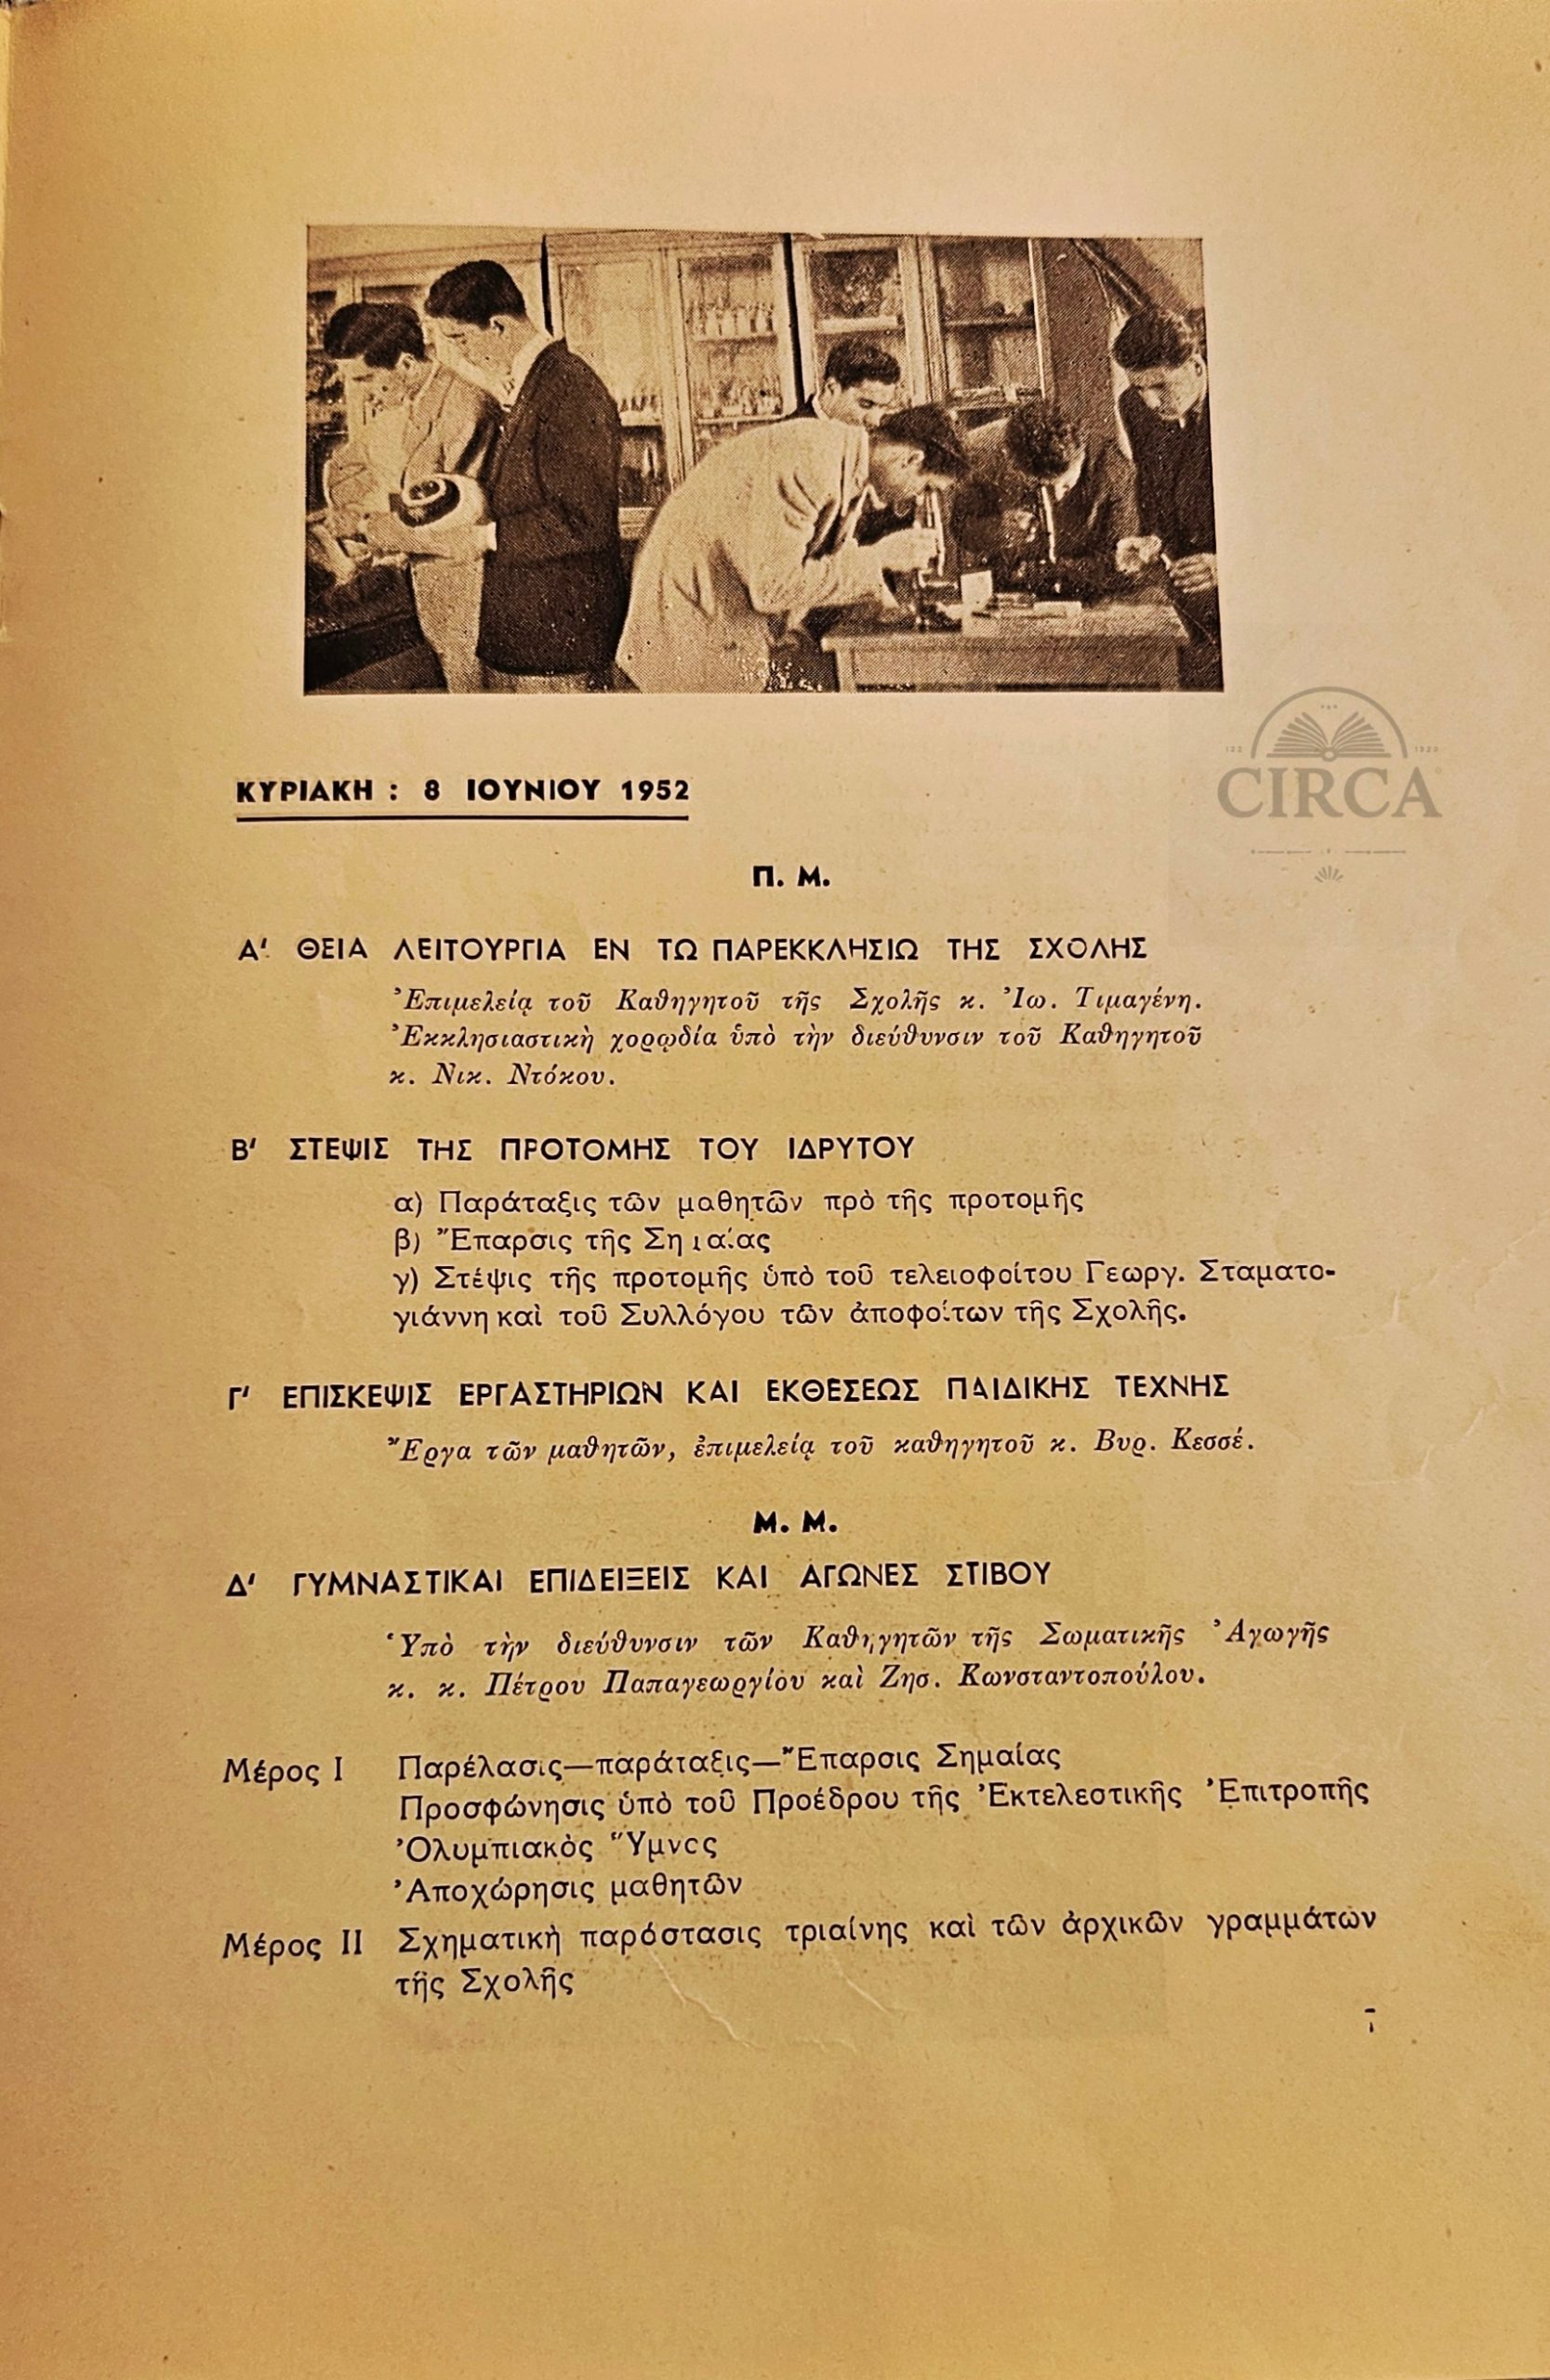 CIRCA
ΚΥΡΙΑΚΗ : 8 ΙΟΥΝΙΟΥ 1952
Π. Μ.
Α' ΘΕΙΑ ΛΕΙΤΟΥΡΓΙΑ ΕΝ ΤΩ ΠΑΡΕΚΚΛΗΣΙΩ ΤΗΣ ΣΧΟΛΗΣ
Ἐπιμελείᾳ τοῦ Καθηγητοῦ τῆς Σχολῆς κ. Ἰω. Τιμαγένη.
Ἐκκλησιαστικὴ χορῳδία ὑπὸ τὴν διεύθυνσιν τοῦ Καθηγητοῦ
κ. Νικ. Ντόκου.
Β' ΣΤΕΨΙΣ ΤΗΣ ΠΡΟΤΟΜΗΣ ΤΟΥ ΙΔΡΥΤΟΥ
α) Παράταξις τῶν μαθητῶν πρὸ τῆς προτομῆς
β) Ἔπαρσις τῆς Σημαίας
γ) Στέψις τῆς προτομῆς ὑπὸ τοῦ τελειοφοίτου Γεωργ. Σταματο-
γιάννη καὶ τοῦ Συλλόγου τῶν ἀποφοίτων τῆς Σχολῆς.
Γ' ΕΠΙΣΚΕΨΙΣ ΕΡΓΑΣΤΗΡΙΩΝ ΚΑΙ ΕΚΘΕΣΕΩΣ ΠΑΙΔΙΚΗΣ ΤΕΧΝΗΣ
Ἔργα τῶν μαθητῶν, ἐπιμελείᾳ τοῦ καθηγητοῦ κ. Βυρ. Κεσσέ.
Μ. Μ.
Δ' ΓΥΜΝΑΣΤΙΚΑΙ ΕΠΙΔΕΙΞΕΙΣ ΚΑΙ ΑΓΩΝΕΣ ΣΤΙΒΟΥ
Ὑπὸ τὴν διεύθυνσιν τῶν Καθηγητῶν τῆς Σωματικῆς Ἀγωγῆς
κ. κ. Πέτρου Παπαγεωργίου καὶ Ζησ. Κωνσταντοπούλου.
Μέρος Ι Παρέλασις—παράταξις—Ἔπαρσις Σημαίας
Προσφώνησις ὑπὸ τοῦ Προέδρου τῆς Ἐκτελεστικῆς Ἐπιτροπῆς
Ὀλυμπιακὸς Ὕμνος
Ἀποχώρησις μαθητῶν
Μέρος ΙΙ Σχηματικὴ παρόστασις τριαίνης καὶ τῶν ἀρχικῶν γραμμάτων
τῆς Σχολῆς